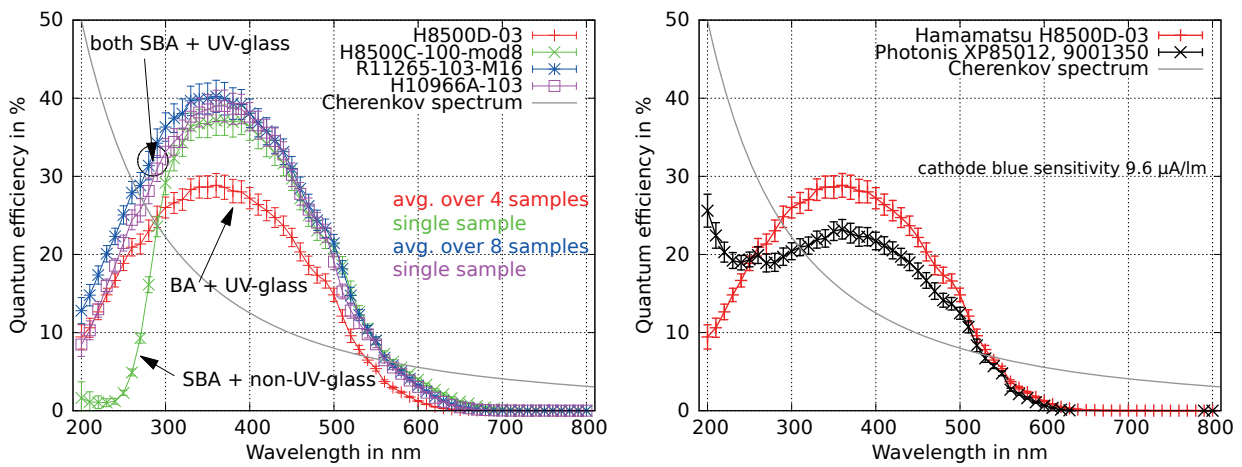 Quantum efficiency in %
50
40
30
20
10
0
200 300 400 500 600 700 800
Wavelength in nm
H8500D-03
H8500C-100-mod8
R11265-103-M16
H10966A-103
Cherenkov spectrum
both SBA + UV-glass
avg. over 4 samples
single sample
avg. over 8 samples
single sample
BA + UV-glass
SBA + non-UV-glass
Quantum efficiency in %
50
40
30
20
10
0
200 300 400 500 600 700 800
Wavelength in nm
Hamamatsu H8500D-03
Photonis XP85012, 9001350
Cherenkov spectrum
cathode blue sensitivity 9.6 μA/lm